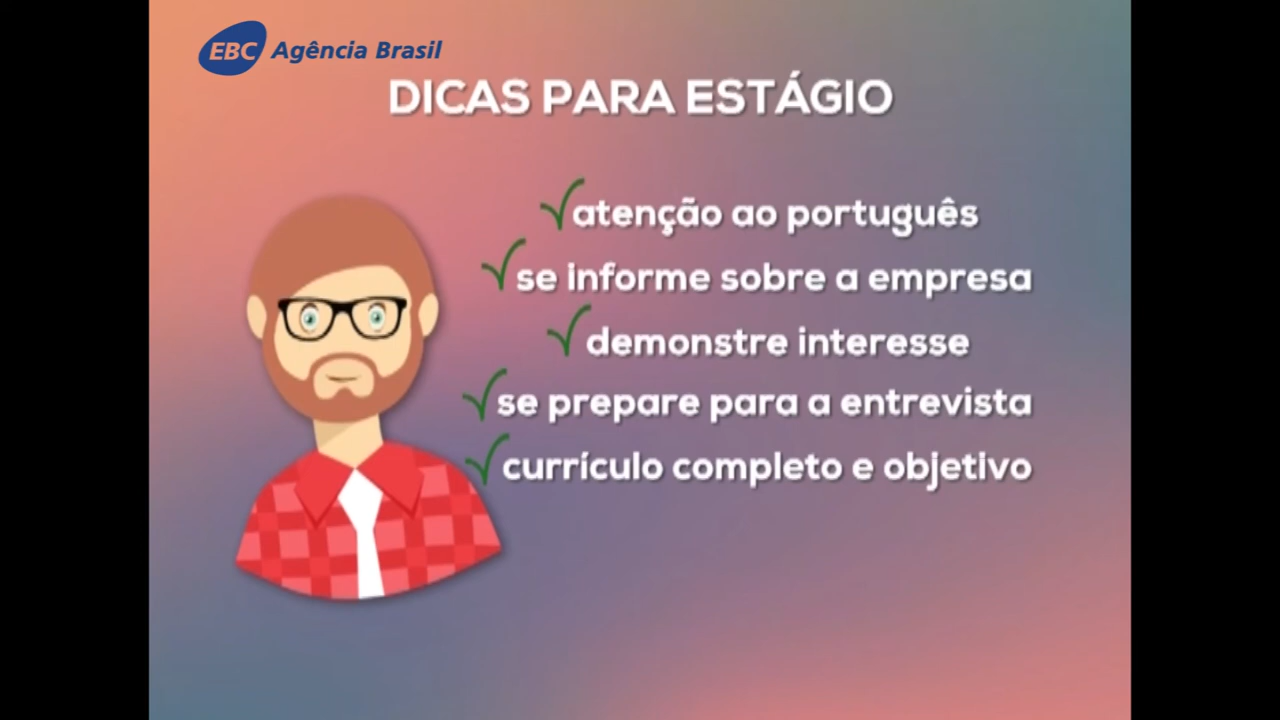 EBC Agência Brasil
DICAS PARA ESTÁGIO
atenção ao português
se informe sobre a empresa
demonstre interesse
se prepare para a entrevista
currículo completo e objetivo